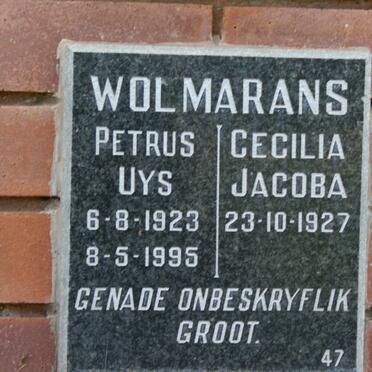 WOLMARANS
PETRUS UYS
6-8-1923
8-5-1995
CECILIA JACOBA
23-10-1927
GENADE ONBESKRYFLIK
GROOT.
47